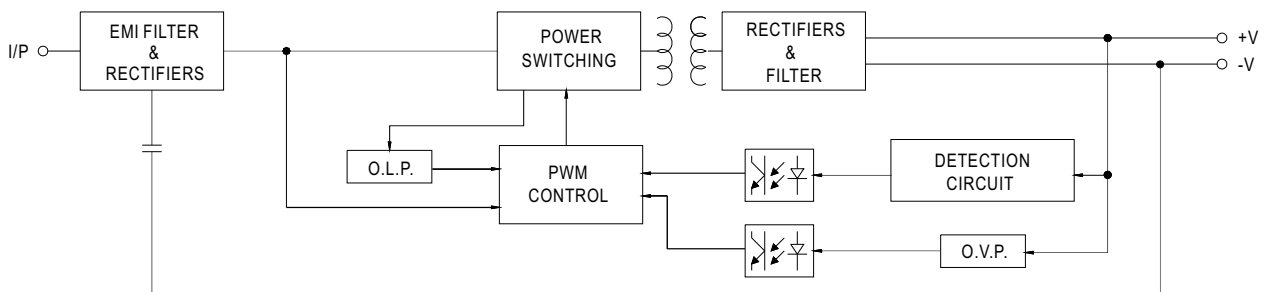 I/P
EMI FILTER
&
RECTIFIERS
POWER
SWITCHING
RECTIFIERS
&
FILTER
+V
-V
O.L.P.
PWM
CONTROL
DETECTION
CIRCUIT
O.V.P.